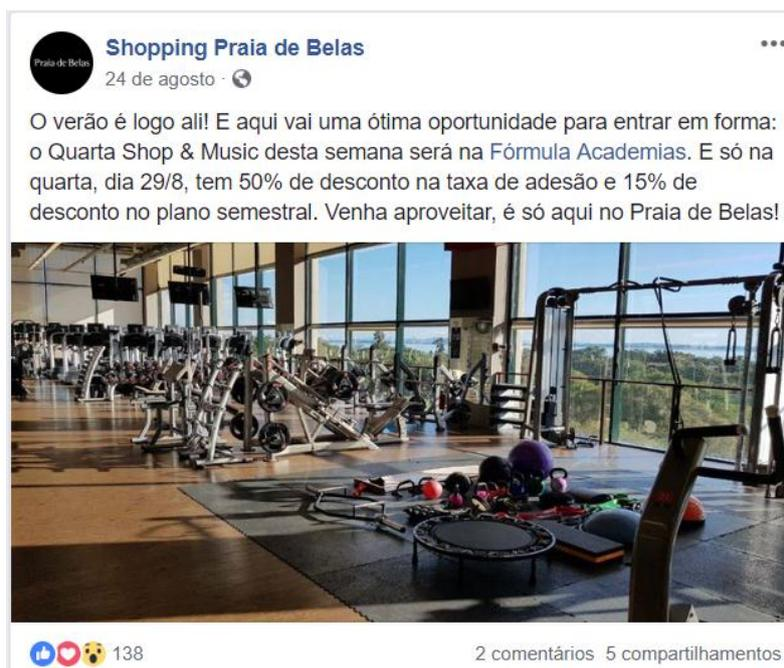 Praia de Belas
Shopping Praia de Belas
24 de agosto ·
O verão é logo ali! E aqui vai uma ótima oportunidade para entrar em forma:
o Quarta Shop & Music desta semana será na Fórmula Academias. E só na
quarta, dia 29/8, tem 50% de desconto na taxa de adesão e 15% de
desconto no plano semestral. Venha aproveitar, é só aqui no Praia de Belas!
138
2 comentários 5 compartilhamentos